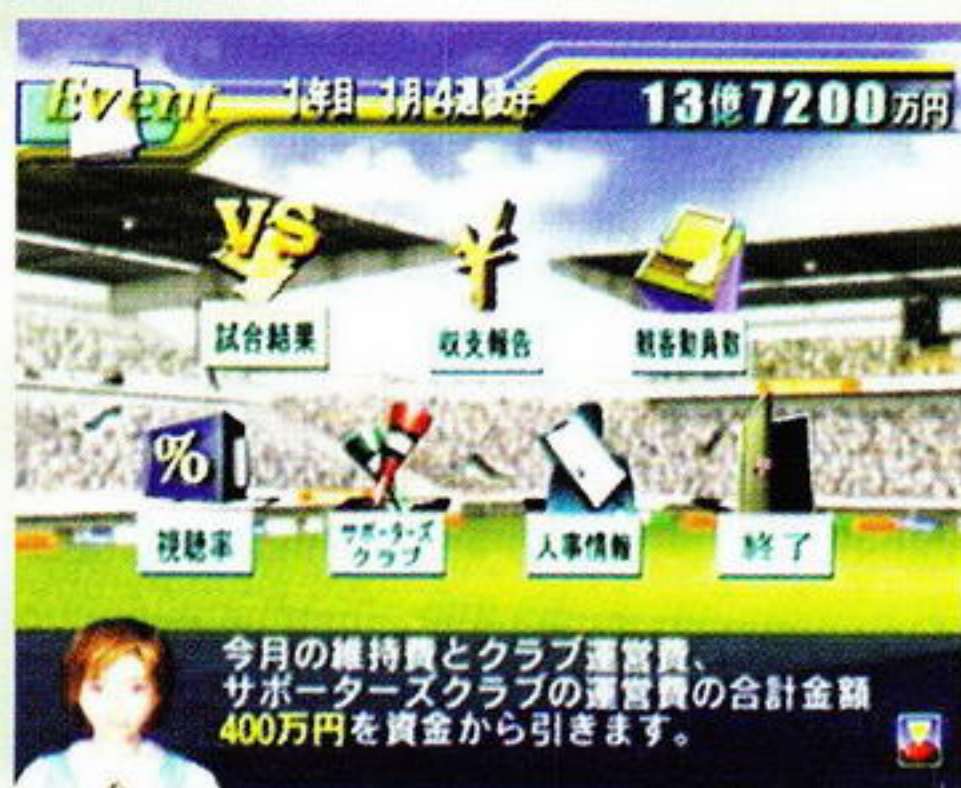 Event 1年目 1月4週後半 13億7200万円
VS ¥
試合結果 収支報告 観客動員数
%
視聴率 サポーターズ
クラブ 人事情報 終了
今月の維持費とクラブ運営費、
サポーターズクラブの運営費の合計金額
400万円を資金から引きます。